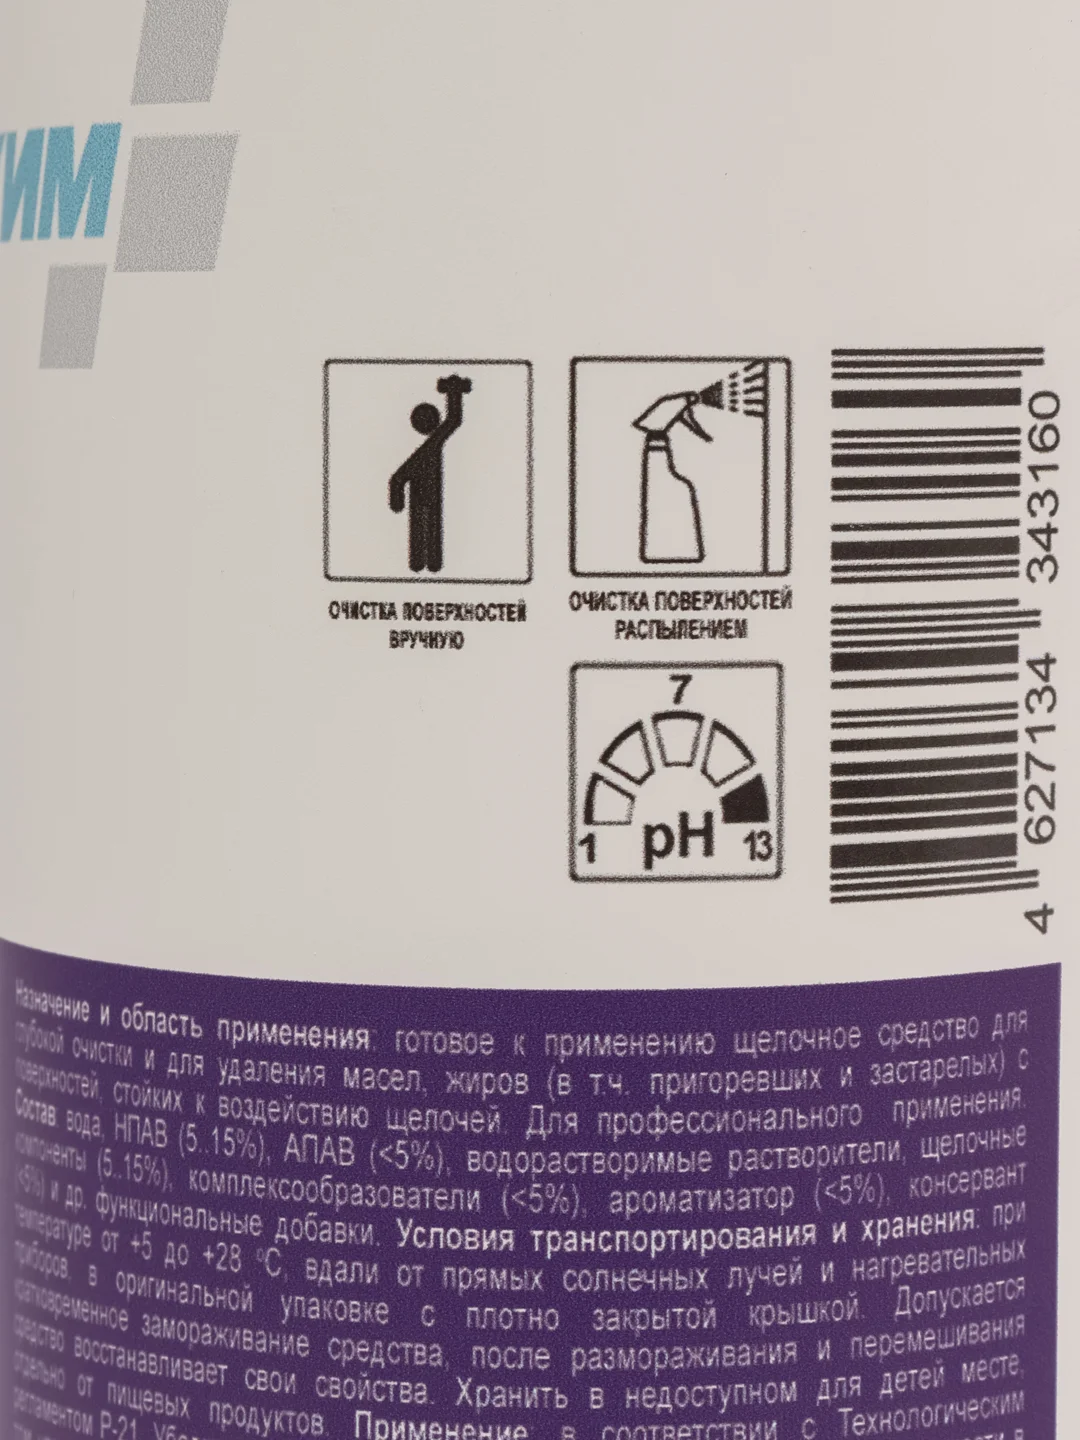 ИМ
ОЧИСТКА ПОВЕРХНОСТЕЙ
ВРУЧНУЮ
ОЧИСТКА ПОВЕРХНОСТЕЙ
РАСПЫЛЕНИЕМ
7
1 pH 13
4 627134 343160
Назначение и область применения: готовое к применению щелочное средство для
глубокой очистки и для удаления масел, жиров (в т.ч. пригоревших и застарелых) с
поверхностей, стойких к воздействию щелочей. Для профессионального применения.
Состав: вода, НПАВ (5..15%), АПАВ (<5%), водорастворимые растворители, щелочные
компоненты (5..15%), комплексообразователи (<5%), ароматизатор (<5%), консервант
<5%) и др. функциональные добавки. Условия транспортирования и хранения: при
температуре от +5 до +28 °C, вдали от прямых солнечных лучей и нагревательных
приборов, в оригинальной упаковке с плотно закрытой крышкой. Допускается
кратковременное замораживание средства, после размораживания и перемешивания
средство восстанавливает свои свойства. Хранить в недоступном для детей месте,
отдельно от пищевых продуктов. Применение: в соответствии с Технологическим
регламентом Р-21.